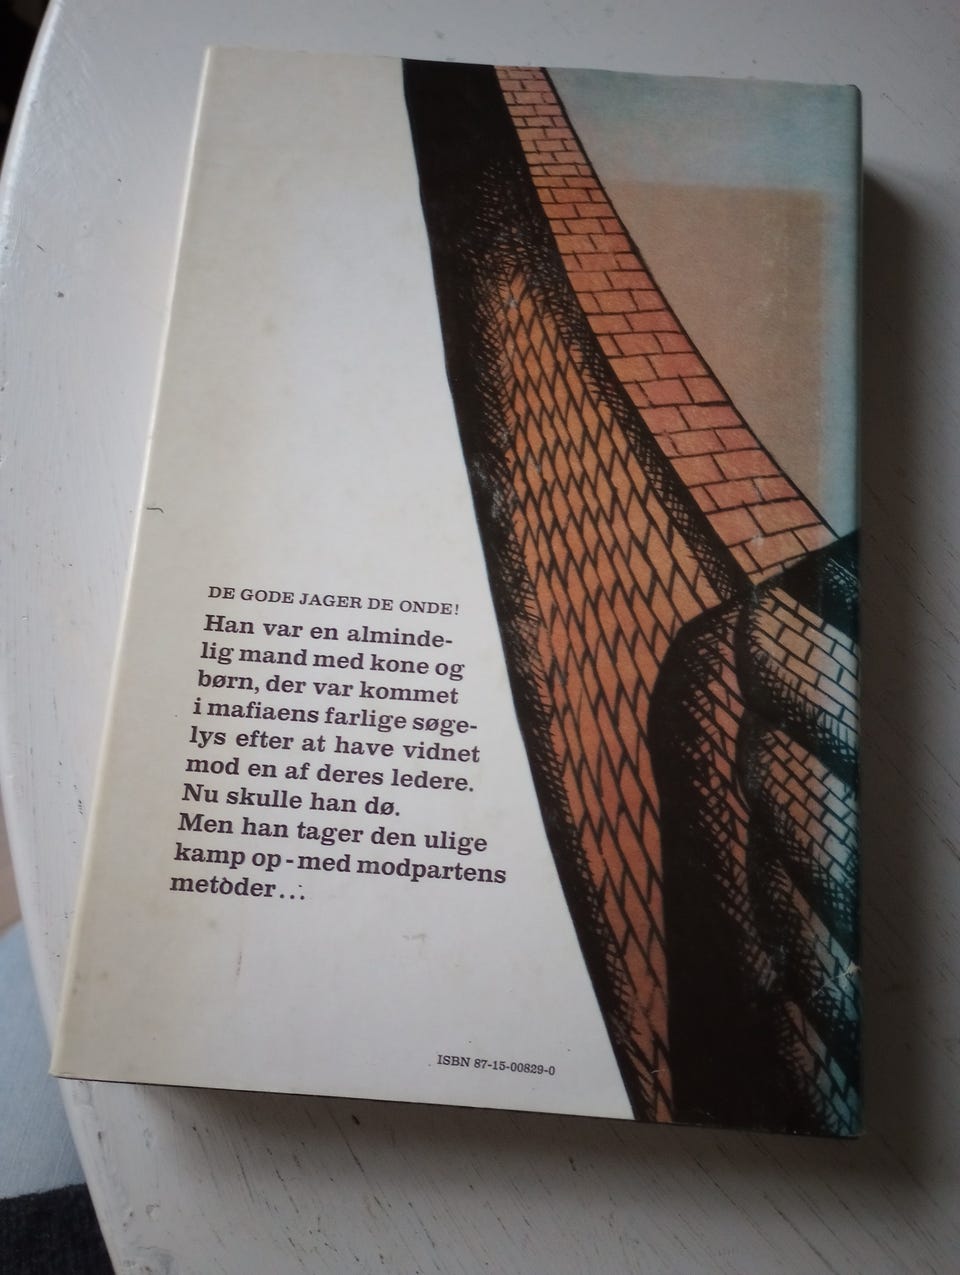 DE GODE JAGER DE ONDE!
Han var en alminde-
lig mand med kone og
børn, der var kommet
i mafiaens farlige søge-
lys efter at have vidnet
mod en af deres ledere.
Nu skulle han dø.
Men han tager den ulige
kamp op - med modpartens
metoder...
ISBN 87-15-00829-0